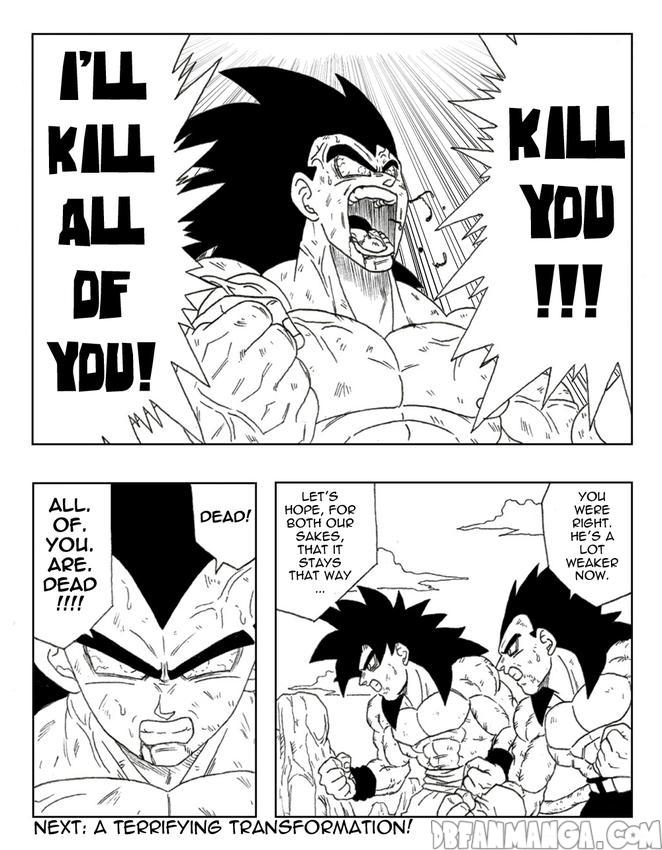 KILL
YOU
!!!
I'LL
KILL
ALL
OF
YOU!
YOU
WERE
RIGHT.
HE'S A
LOT
WEAKER
NOW.
LET'S
HOPE, FOR
BOTH OUR
SAKES,
THAT IT
STAYS
THAT WAY
...
DEAD!
ALL.
OF.
YOU.
ARE.
DEAD
!!!!
NEXT: A TERRIFYING TRANSFORMATION!
DBFANMANGA.COM